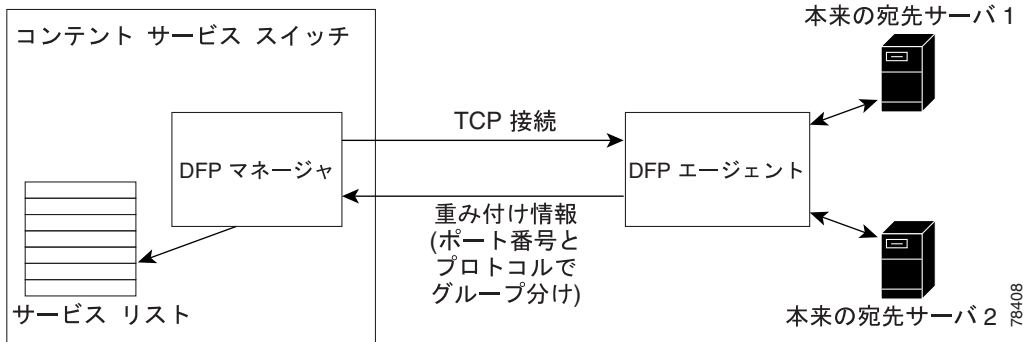 コンテント サービス スイッチ
DFP マネージャ
サービス リスト
TCP 接続
重み付け情報
(ポート番号と
プロトコルで
グループ分け)
DFP エージェント
本来の宛先サーバ 1
本来の宛先サーバ 2
78408